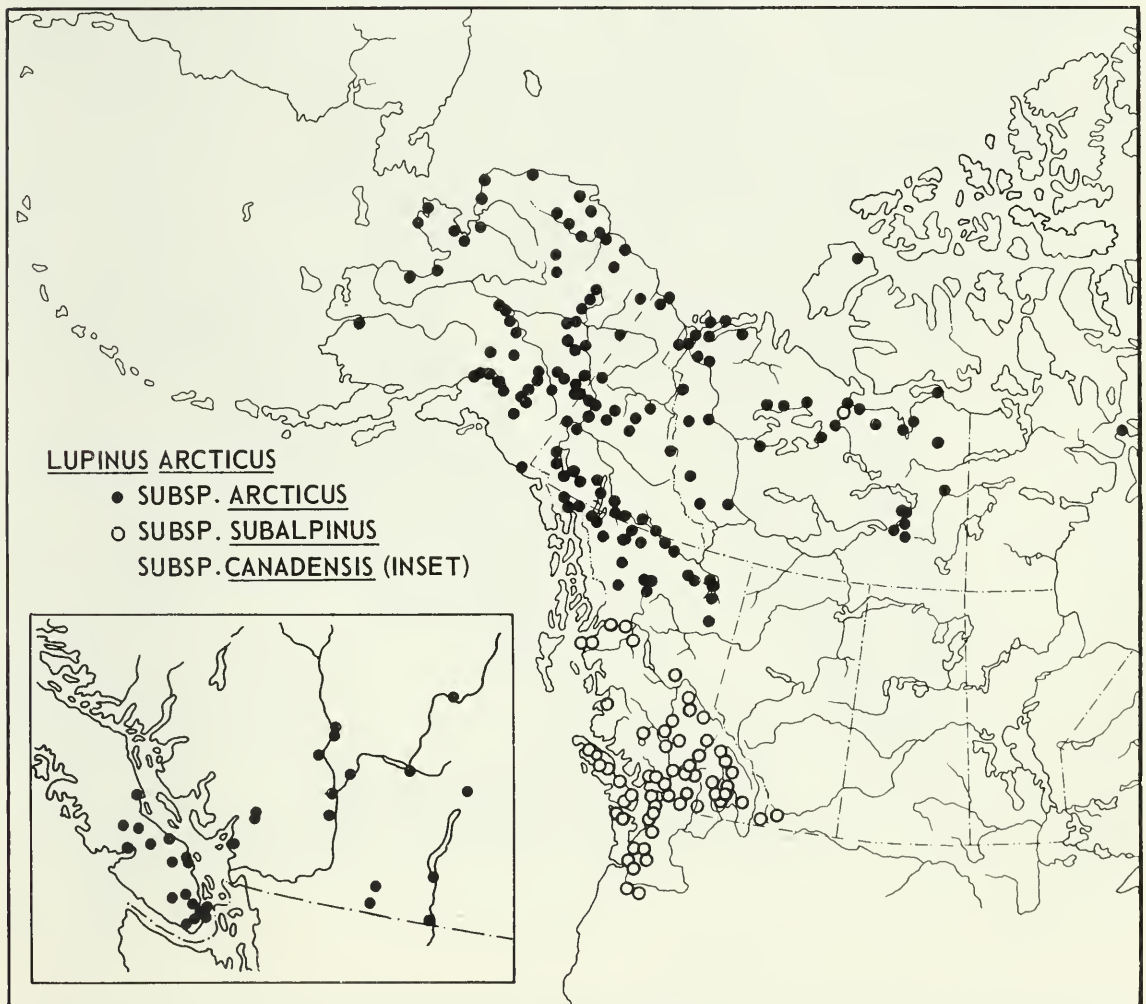 LUPINUS ARCTICUS
● SUBSP. ARCTICUS
○ SUBSP. SUBALPINUS
SUBSP. CANADENSIS (INSET)